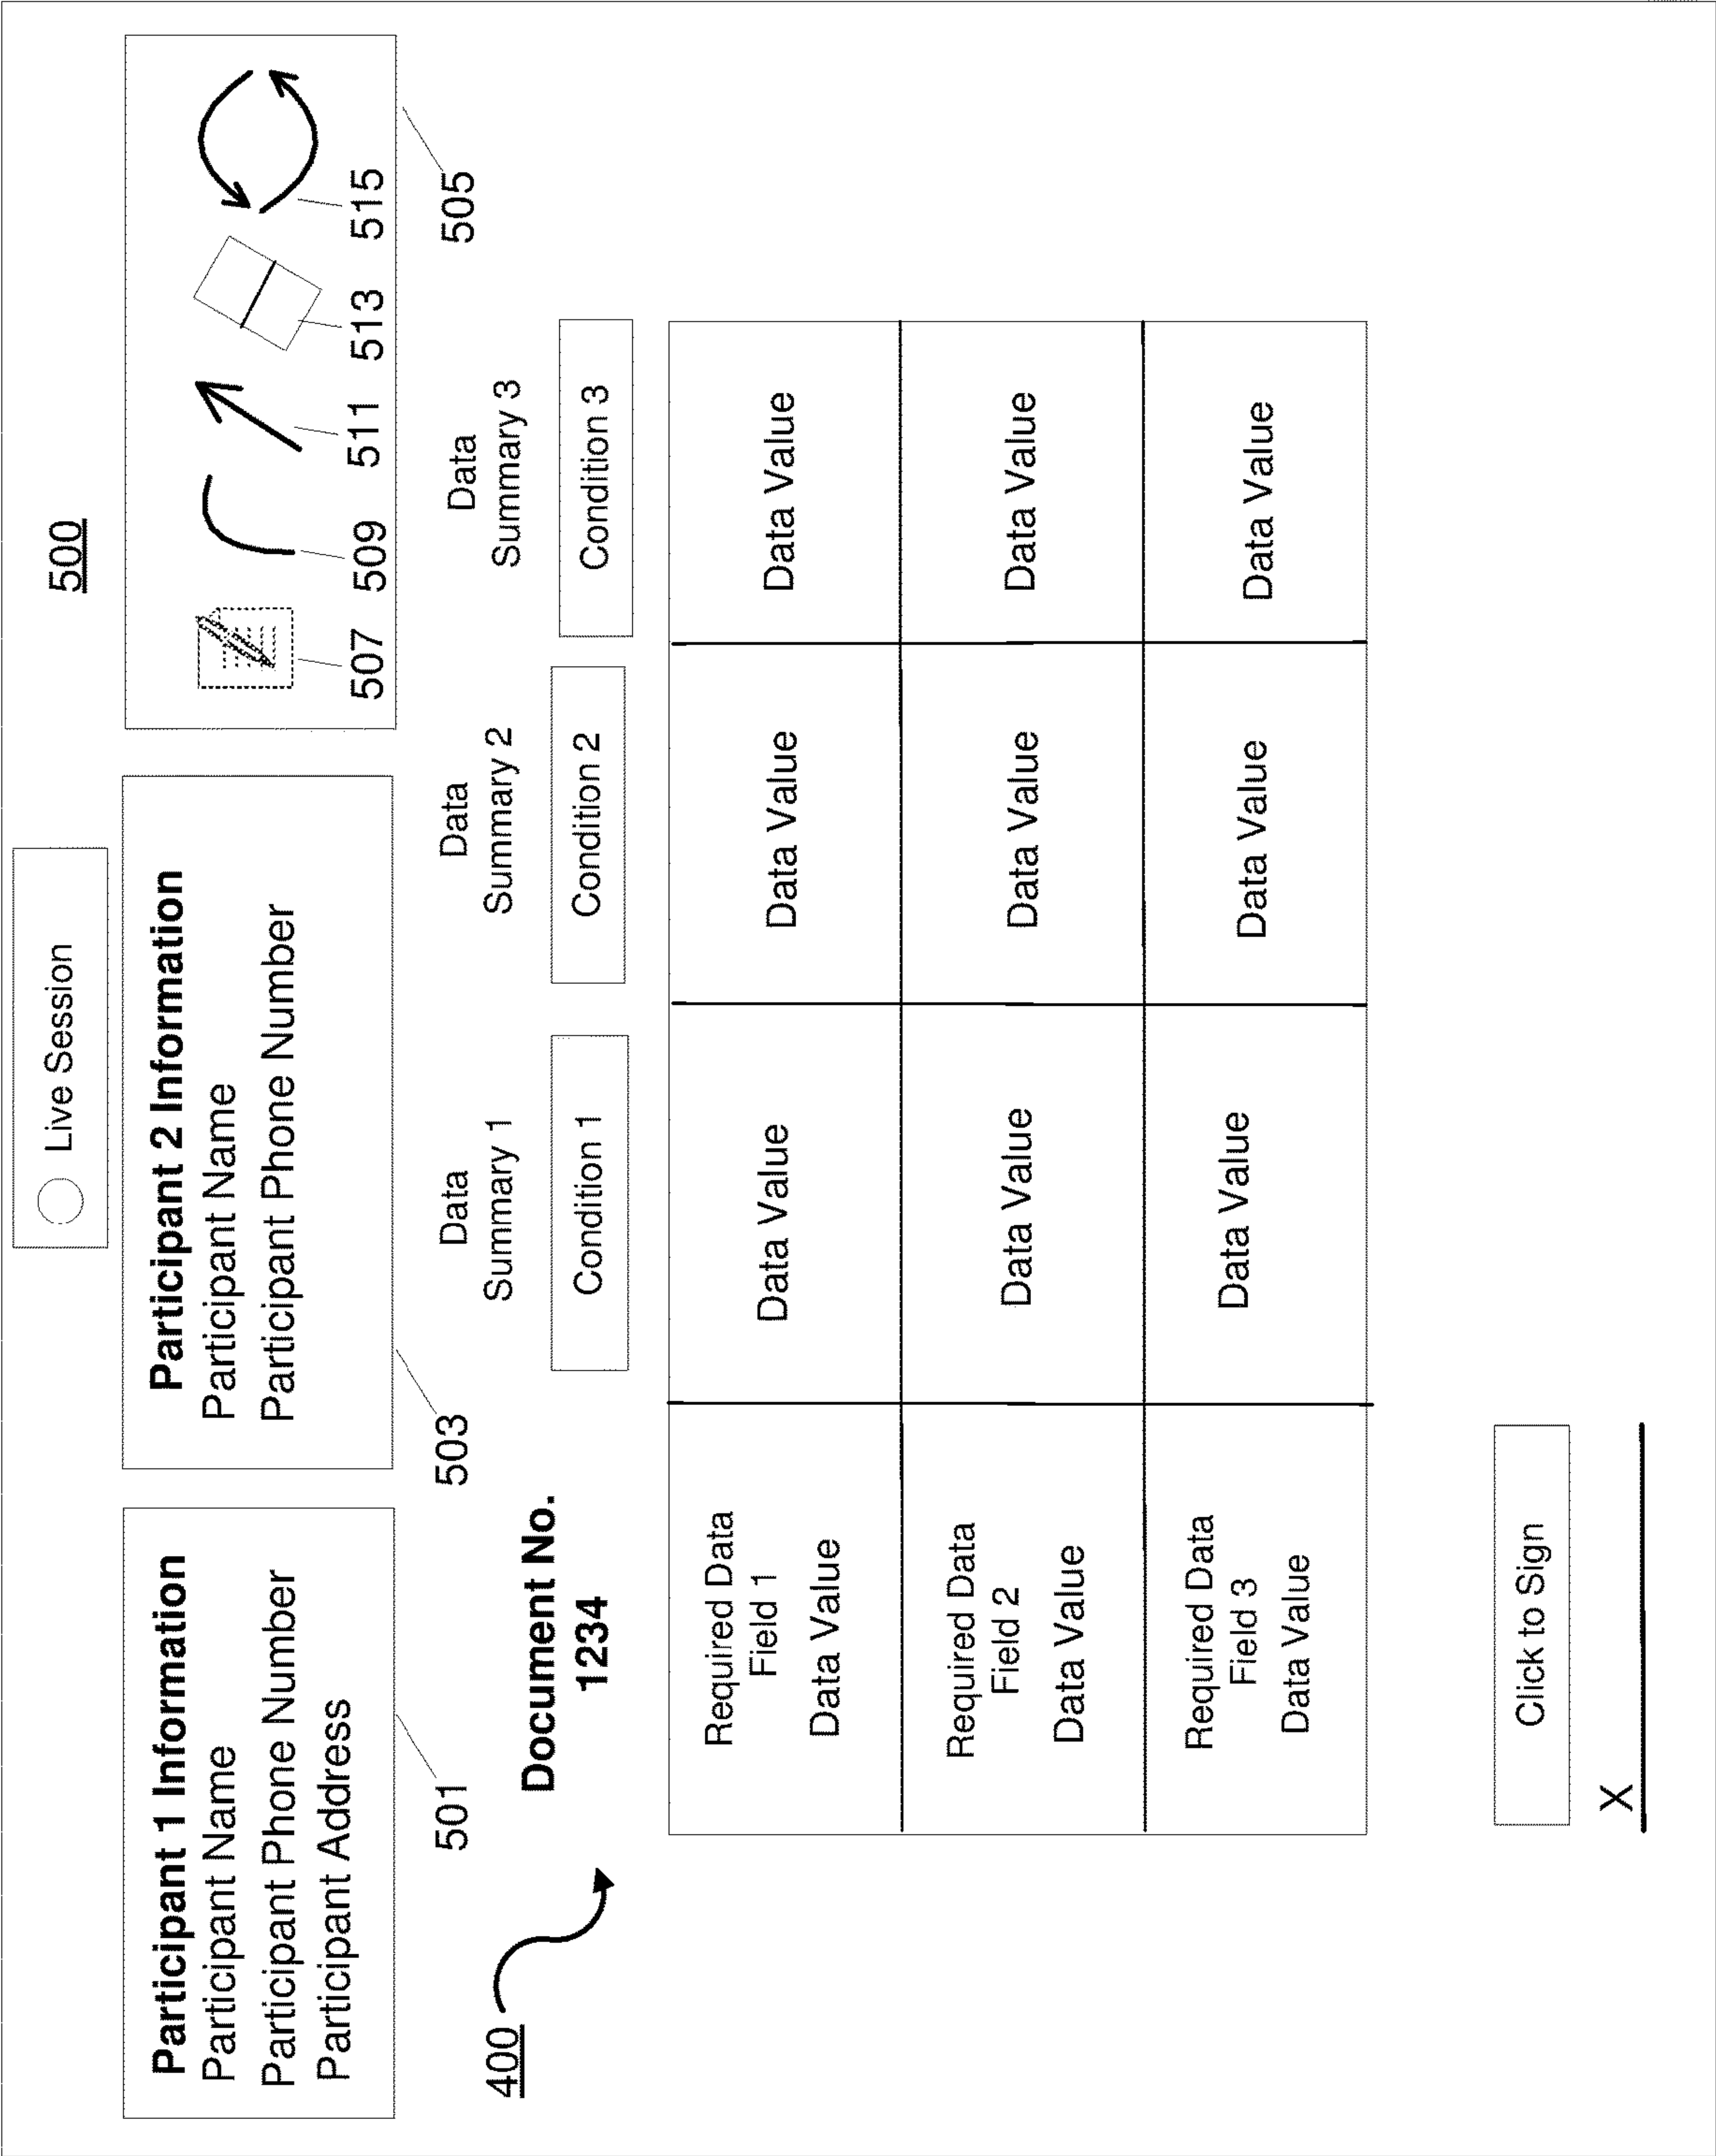 Live Session
500
Participant 1 Information
Participant Name
Participant Phone Number
Participant Address
501
Participant 2 Information
Participant Name
Participant Phone Number
503
507
509
511
513
515
505
400
Document No.
1234
Data
Summary 1
Condition 1
Data
Summary 2
Condition 2
Data
Summary 3
Condition 3
Required Data
Field 1
Data Value
Data Value
Data Value
Data Value
Required Data
Field 2
Data Value
Data Value
Data Value
Data Value
Required Data
Field 3
Data Value
Data Value
Data Value
Data Value
Click to Sign
X